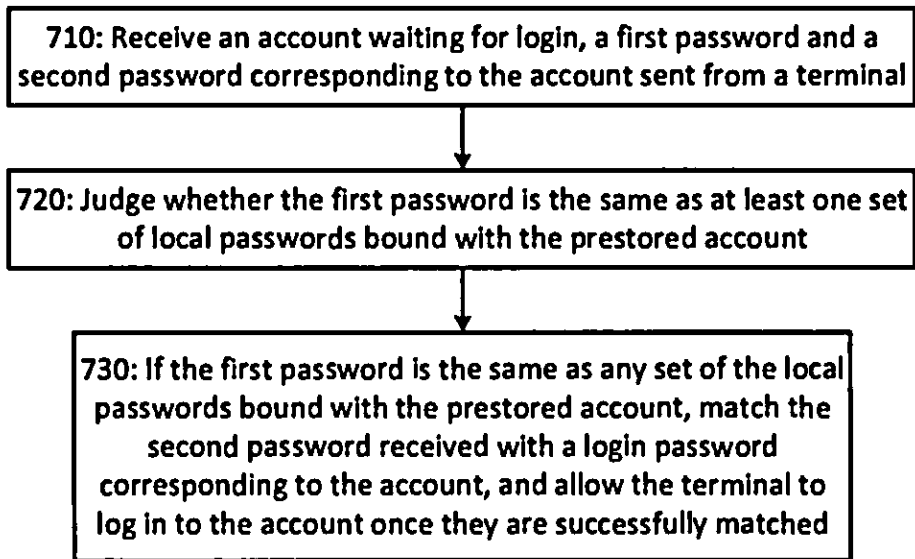 710: Receive an account waiting for login, a first password and a
second password corresponding to the account sent from a terminal
720: Judge whether the first password is the same as at least one set
of local passwords bound with the prestored account
730: If the first password is the same as any set of the local
passwords bound with the prestored account, match the
second password received with a login password
corresponding to the account, and allow the terminal to
log in to the account once they are successfully matched